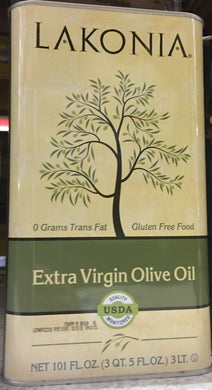 LAKONIA®
0 Grams Trans Fat Gluten Free Food
Extra Virgin Olive Oil
QUALITY
USDA
MONITORED
NET 101 FL.OZ. (3 QT. 5 FL.OZ.) 3 LT.